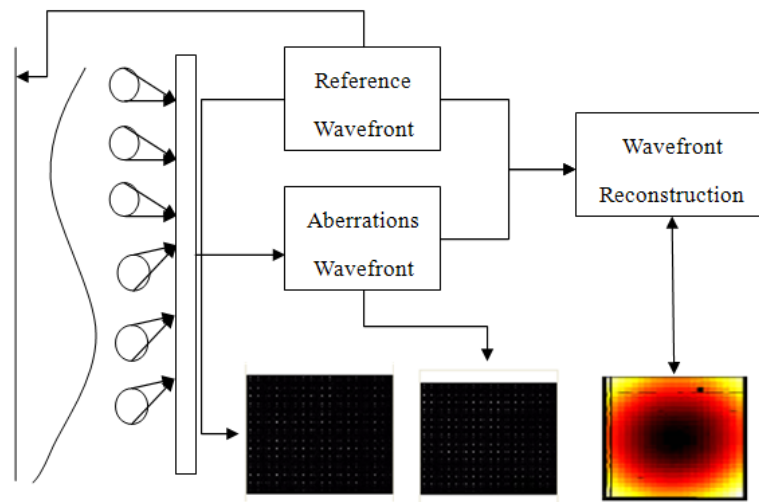 Reference
Wavefront
Aberrations
Wavefront
Wavefront
Reconstruction